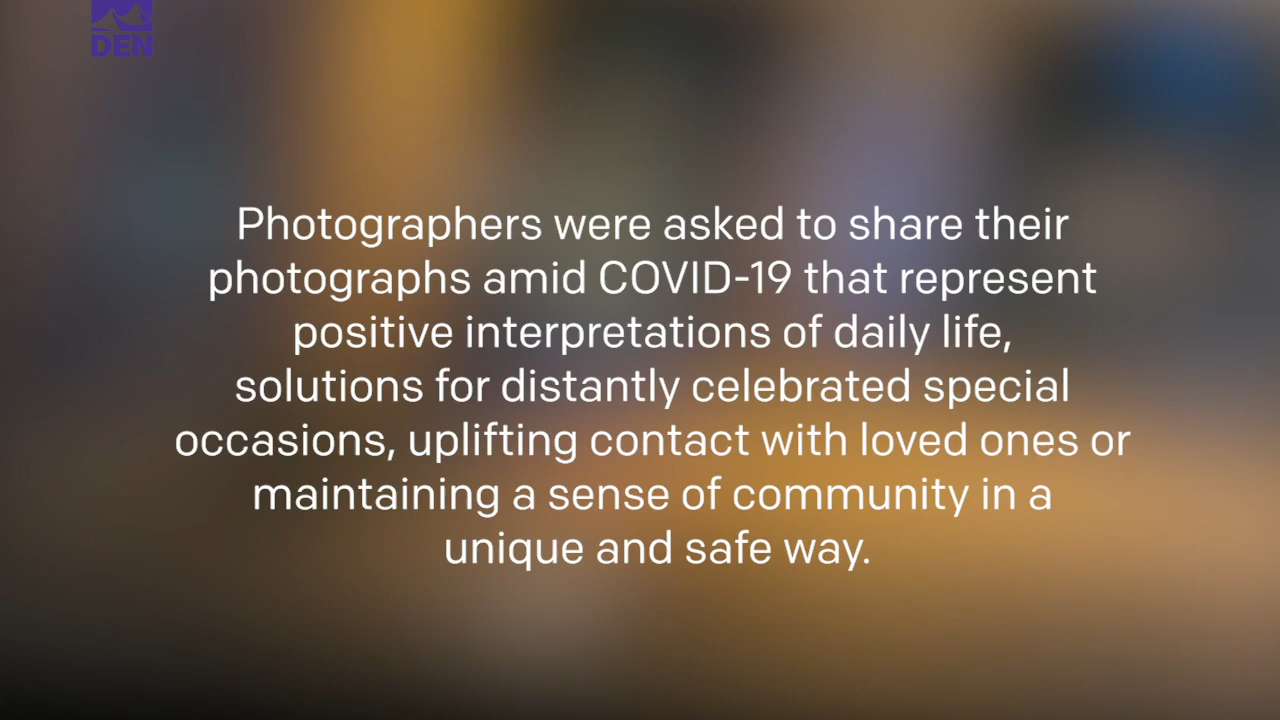 DEN
Photographers were asked to share their
photographs amid COVID-19 that represent
positive interpretations of daily life,
solutions for distantly celebrated special
occasions, uplifting contact with loved ones or
maintaining a sense of community in a
unique and safe way.